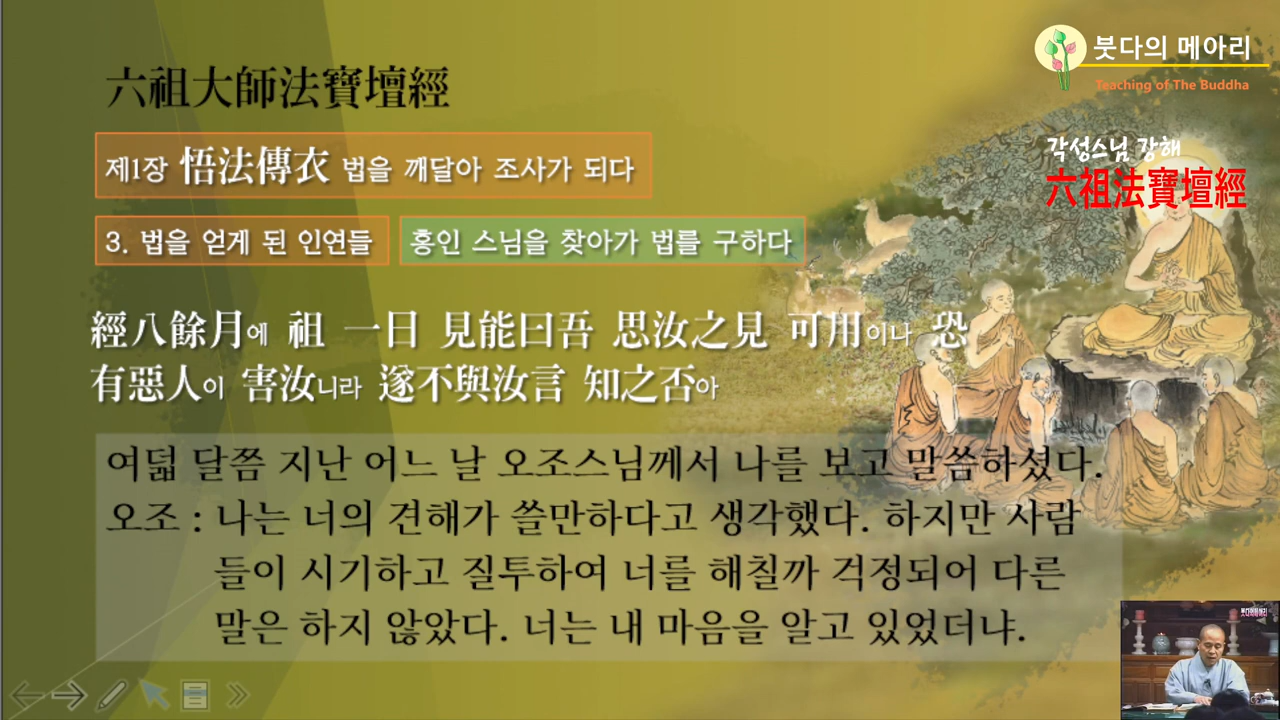 六祖大師法寶壇經
제1장 悟法傳衣 법을 깨달아 조사가 되다
3. 법을 얻게 된 인연들
홍인 스님을 찾아가 법를 구하다
經八餘月에 祖 一日 見能曰吾 思汝之見 可用이나 恐
有惡人이 害汝니라 遂不與汝言 知之否아
여덟 달쯤 지난 어느 날 오조스님께서 나를 보고 말씀하셨다.
오조 : 나는 너의 견해가 쓸만하다고 생각했다. 하지만 사람
들이 시기하고 질투하여 너를 해칠까 걱정되어 다른
말은 하지 않았다. 너는 내 마음을 알고 있었더냐.
붓다의 메아리
Teaching of The Buddha
각성스님 강해
六祖法寶壇經